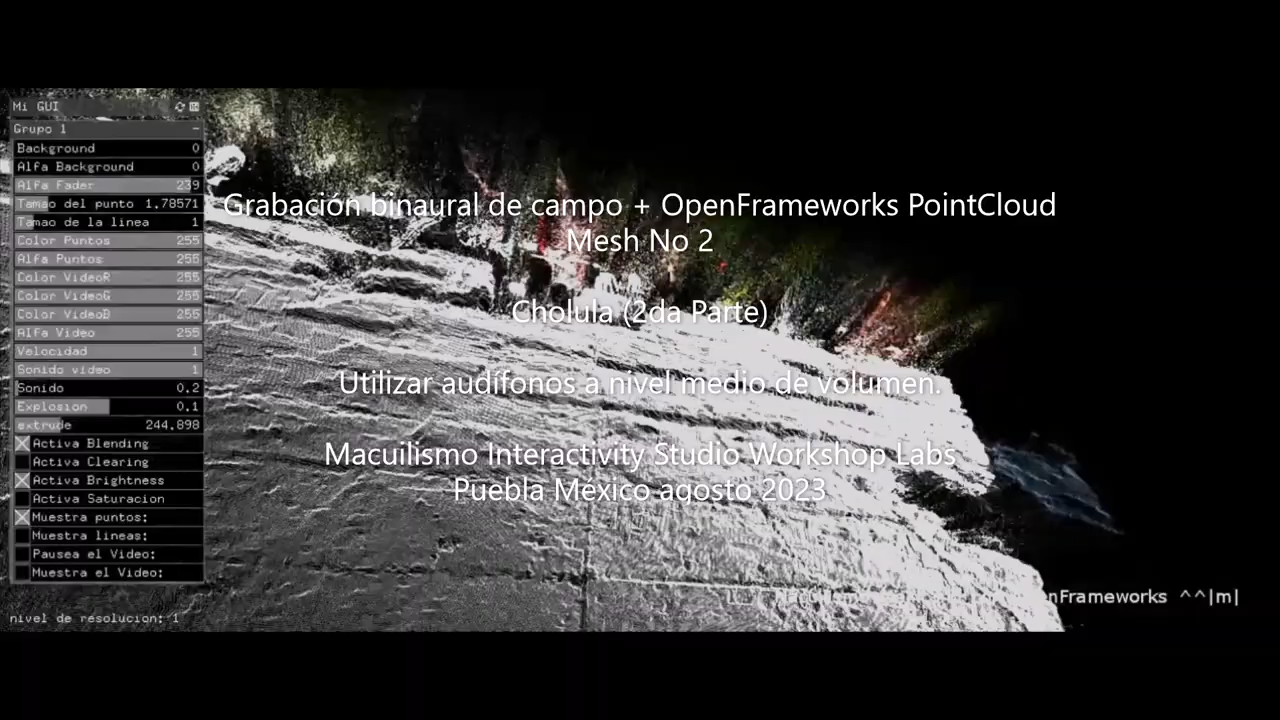 Mi GUI
Grupo 1
Background 0
Alfa Background 0
Alfa Fader 239
Tamao del punto 1.78571
Tamao de la linea 1
Color Puntos 255
Alfa Puntos 255
Color VideoR 255
Color VideoG 255
Color VideoB 255
Alfa Video 255
Velocidad 1
Sonido video 1
Sonido 0.2
Explosion 0.1
extrude 244.898
Activa Blending
Activa Clearing
Activa Brightness
Activa Saturacion
Muestra puntos:
Muestra lineas:
Pausea el Video:
Muestra el Video:
nivel de resolucion: 1
Grabación binaural de campo + OpenFrameworks PointCloud
Mesh No 2
Cholula (2da Parte)
Utilizar audífonos a nivel medio de volumen.
Macuilismo Interactivity Studio Workshop Labs
Puebla México agosto 2023
^^|m|